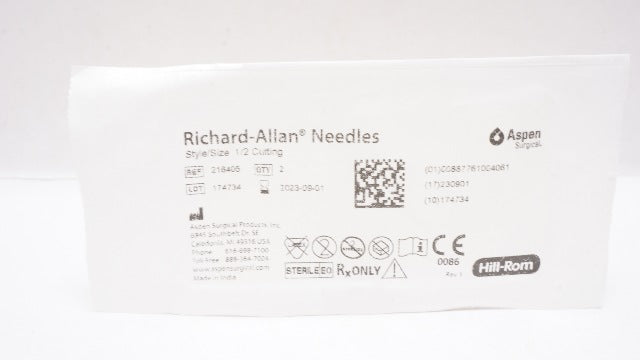 Richard-Allan® Needles
Aspen
Surgical
Style/Size 1/2 Cutting
REF 216405 QTY 2
LOT 174734 2023-09-01
(17)230901
(10)174734
Aspen Surgical Products, Inc.
6945 Southbelt Dr. SE
Caledonia, MI 49316 USA
Phone: 616-698-7100
Toll Free: 888-364-7004
www.aspensurgical.com
Made in India
STERILE EO Rx ONLY
CE
0086
Rev.
Hill-Rom